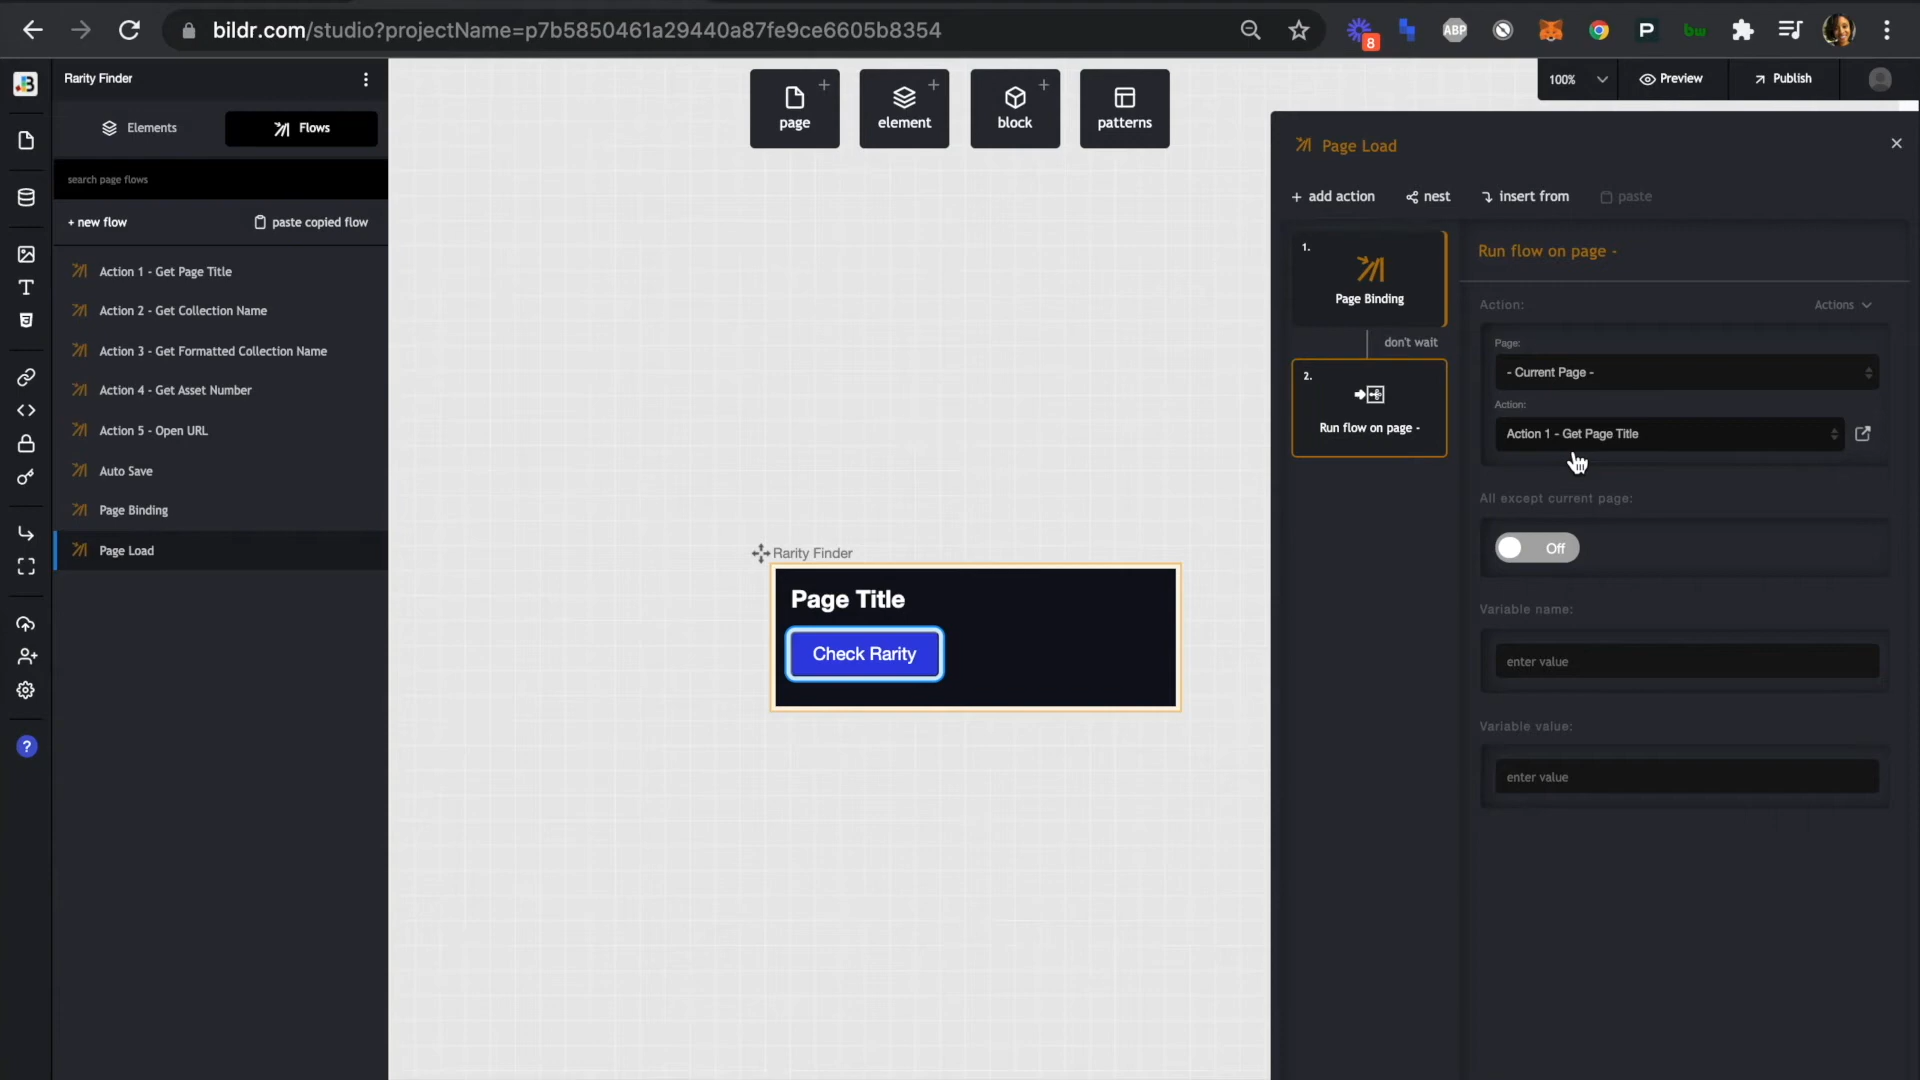 bildr.com/studio?projectName=p7b5850461a29440a87fe9ce6605b8354
8
ABP
P
bw
Rarity Finder
Elements
Flows
search page flows
+ new flow
paste copied flow
Action 1 - Get Page Title
Action 2 - Get Collection Name
Action 3 - Get Formatted Collection Name
Action 4 - Get Asset Number
Action 5 - Open URL
Auto Save
Page Binding
Page Load
page
element
block
patterns
Rarity Finder
Page Title
Check Rarity
100%
Preview
Publish
Page Load
+ add action
nest
insert from
paste
1.
Page Binding
don't wait
2.
Run flow on page -
Run flow on page -
Action:
Actions
Page:
- Current Page -
Action:
Action 1 - Get Page Title
All except current page:
Off
Variable name:
enter value
Variable value:
enter value
?